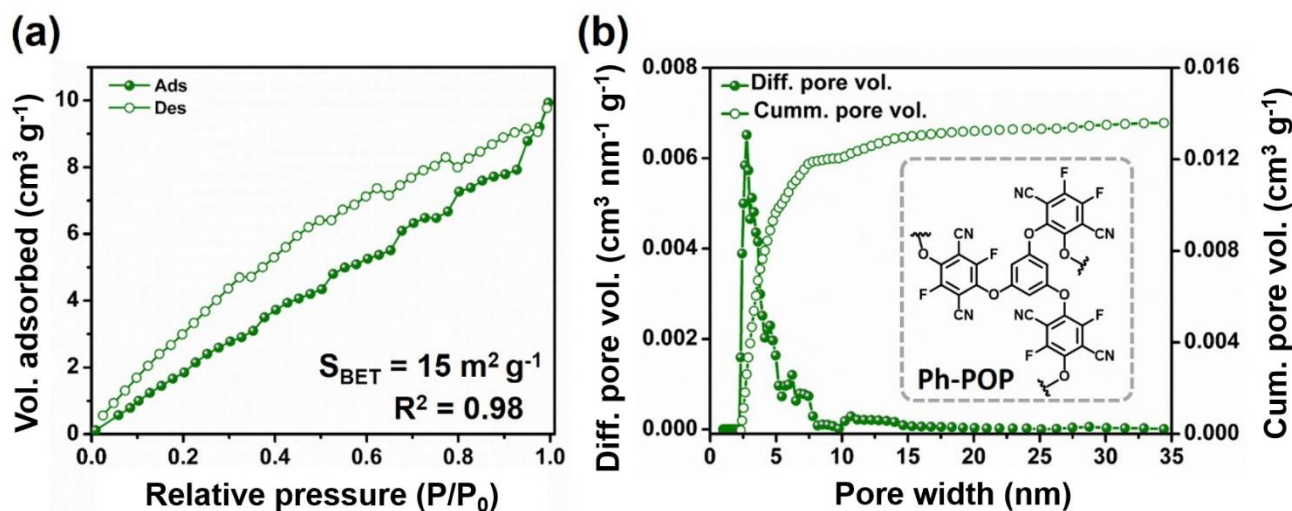 (a)
Ads
Des
Vol. adsorbed (cm³ g⁻¹)
10
8
6
4
2
0
S_BET = 15 m² g⁻¹
R² = 0.98
0.0 0.2 0.4 0.6 0.8 1.0
Relative pressure (P/P₀)
(b)
Diff. pore vol.
Cumm. pore vol.
Diff. pore vol. (cm³ nm⁻¹ g⁻¹)
0.008
0.006
0.004
0.002
0.000
Cum. pore vol. (cm³ g⁻¹)
0.016
0.012
0.008
0.004
0.000
F
NC F
O CN
O
CN
O F
F O O
CN NC F
F CN
O
Ph-POP
0 5 10 15 20 25 30 35
Pore width (nm)